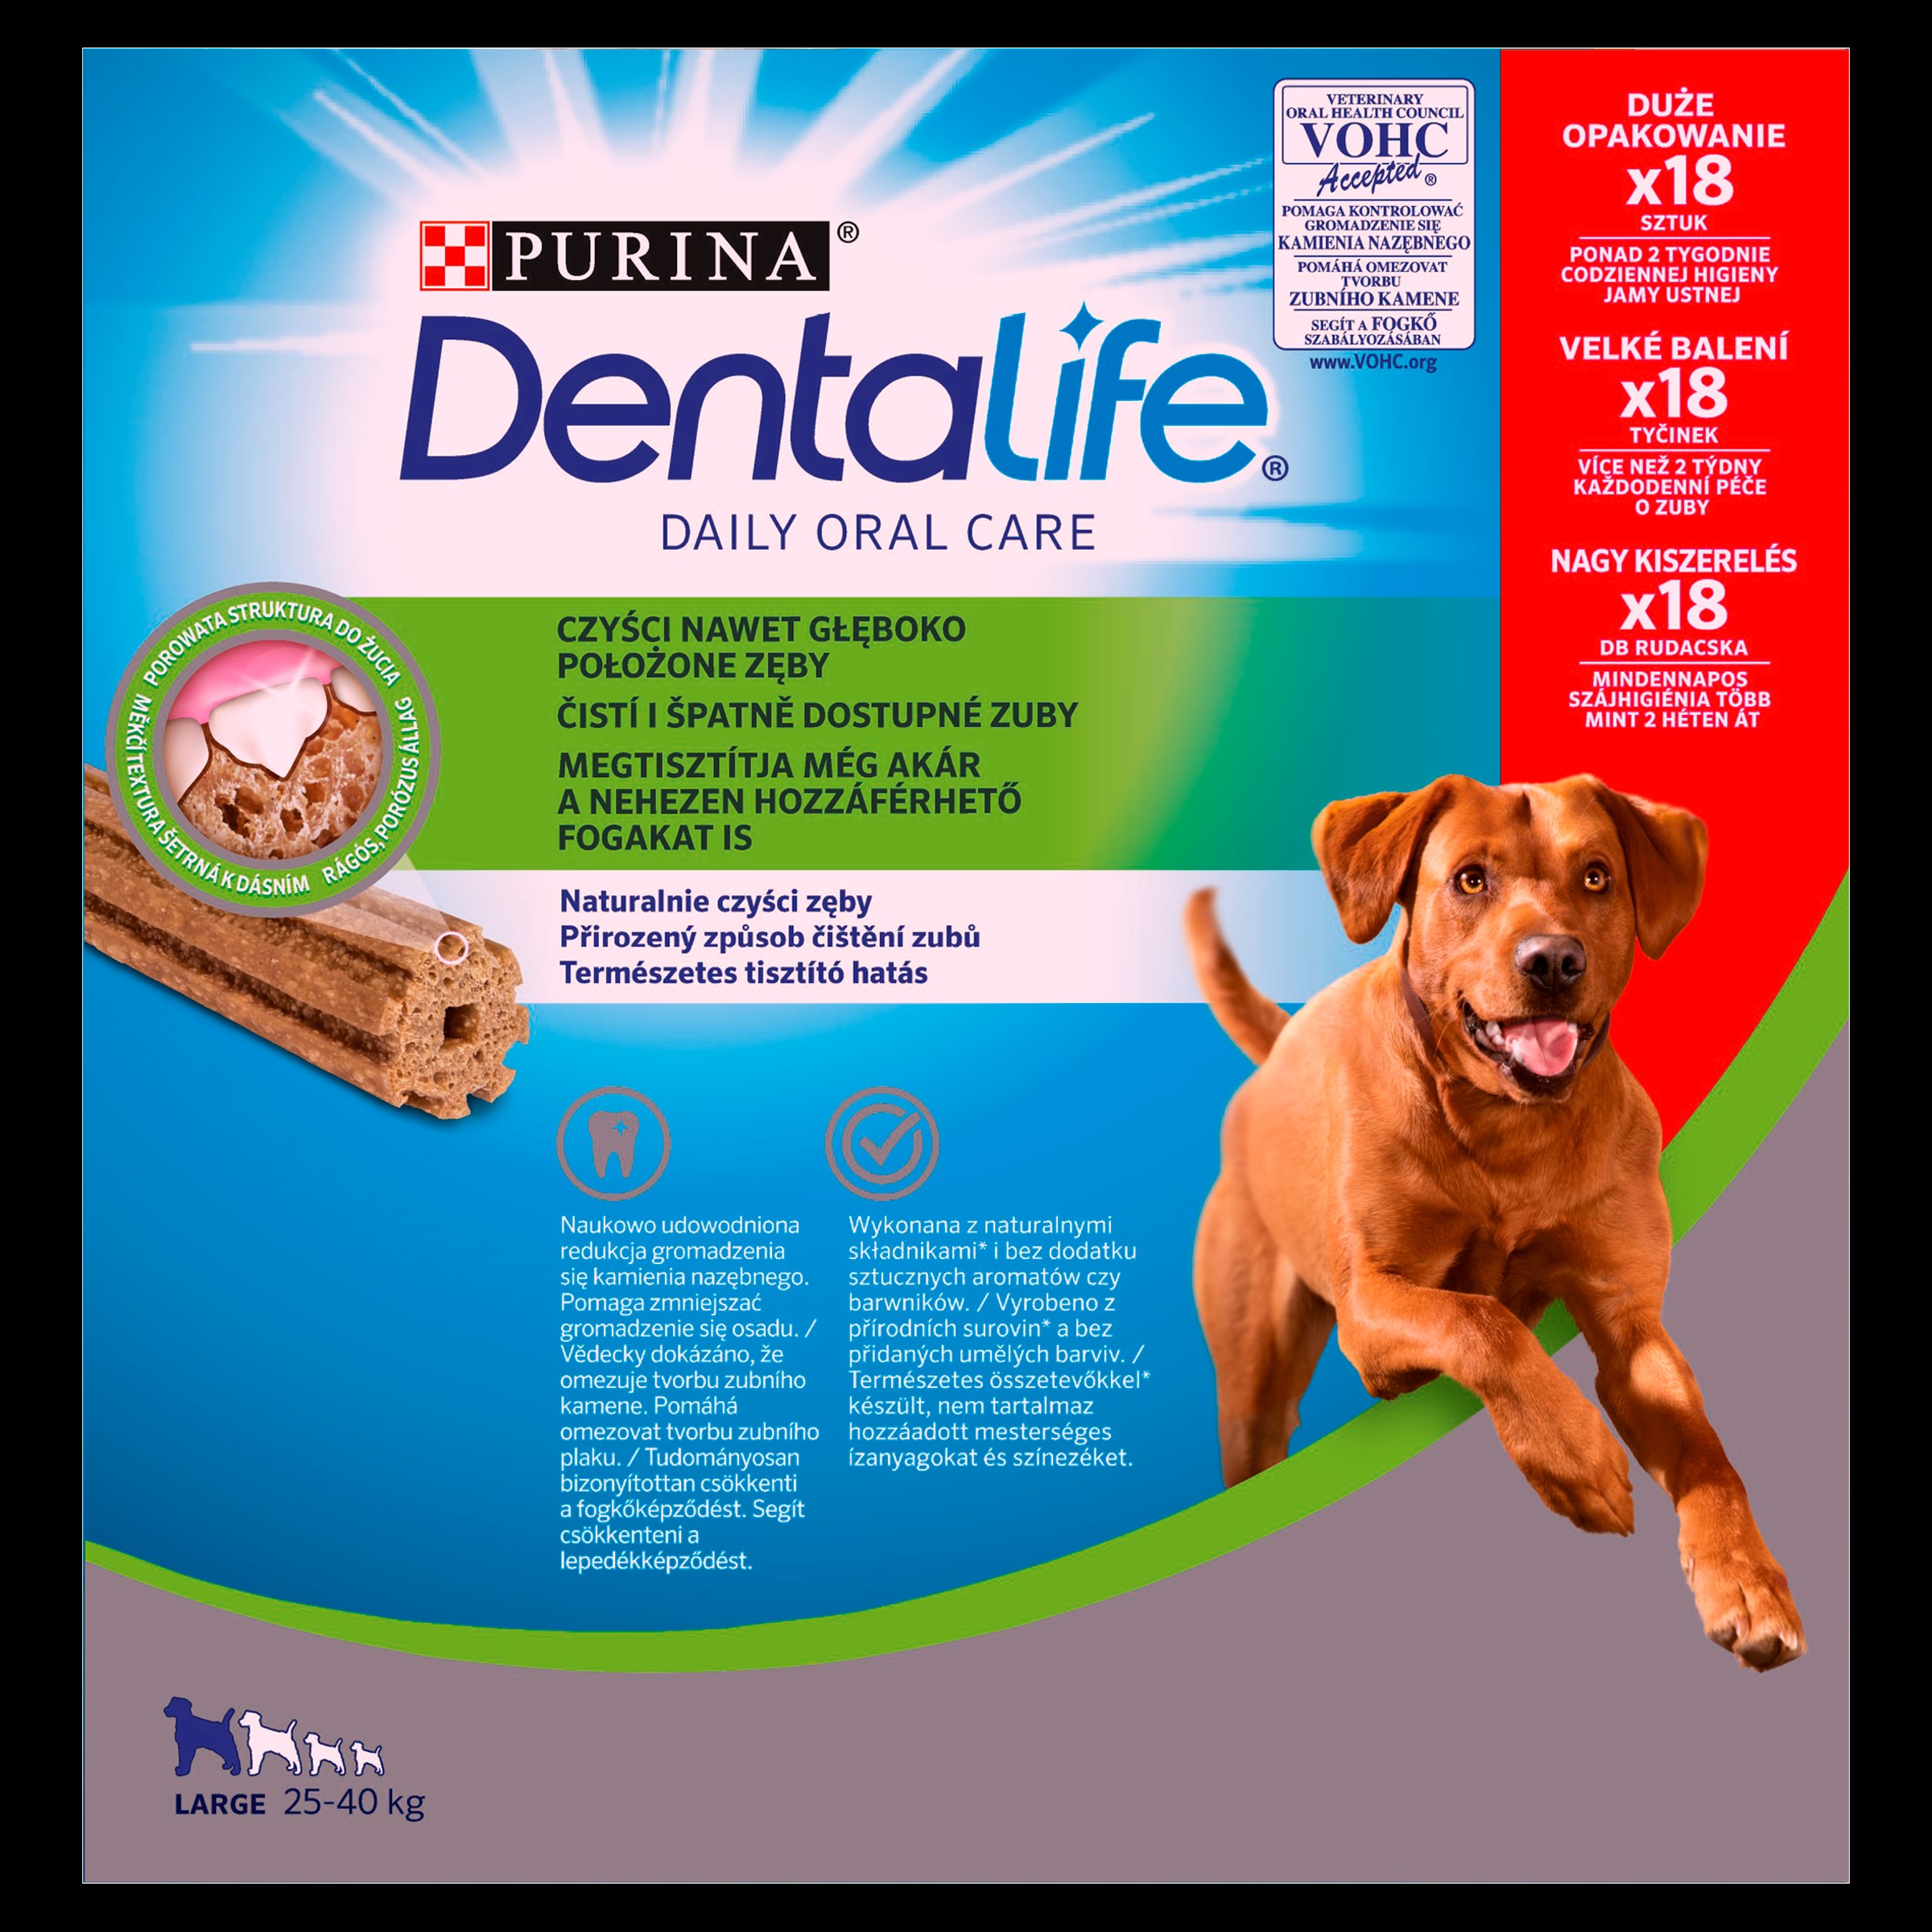 PURINA®
Dentalife®
DAILY ORAL CARE
VETERINARY
ORAL HEALTH COUNCIL
VOHC
Accepted®
POMAGA KONTROLOWAĆ
GROMADZENIE SIĘ
KAMIENIA NAZĘBNEGO
POMÁHÁ OMEZOVAT
TVORBU
ZUBNÍHO KAMENE
SEGÍT A FOGKŐ
SZABÁLYOZÁSÁBAN
www.VOHC.org
DUŻE
OPAKOWANIE
x18
SZTUK
PONAD 2 TYGODNIE
CODZIENNEJ HIGIENY
JAMY USTNEJ
VELKÉ BALENÍ
x18
TYČINEK
VÍCE NEŽ 2 TÝDNY
KAŽDODENNÍ PÉČE
O ZUBY
NAGY KISZERELÉS
x18
DB RUDACSKA
MINDENNAPOS
SZÁJHIGIÉNIA TÖBB
MINT 2 HÉTEN ÁT
POROWATA STRUKTURA DO ŻUCIA
MĚKČÍ TEXTURA ŠETRNÁ K DÁSNÍM
RÁGÓS, PORÓZUS ÁLLAG
CZYŚCI NAWET GŁĘBOKO
POŁOŻONE ZĘBY
ČISTÍ I ŠPATNĚ DOSTUPNÉ ZUBY
MEGTISZTÍTJA MÉG AKÁR
A NEHEZEN HOZZÁFÉRHETŐ
FOGAKAT IS
Naturalnie czyści zęby
Přirozený způsob čištění zubů
Természetes tisztító hatás
Naukowo udowodniona
redukcja gromadzenia
się kamienia nazębnego.
Pomaga zmniejszać
gromadzenie się osadu. /
Vědecky dokázáno, že
omezuje tvorbu zubního
kamene. Pomáhá
omezovat tvorbu zubního
plaku. / Tudományosan
bizonyítottan csökkenti
a fogkőképződést. Segít
csökkenteni a
lepedékképződést.
Wykonana z naturalnymi
składnikami* i bez dodatku
sztucznych aromatów czy
barwników. / Vyrobeno z
přírodních surovin* a bez
přidaných umělých barviv. /
Természetes összetevőkkel*
készült, nem tartalmaz
hozzáadott mesterséges
ízanyagokat és színezéket.
LARGE 25-40 kg